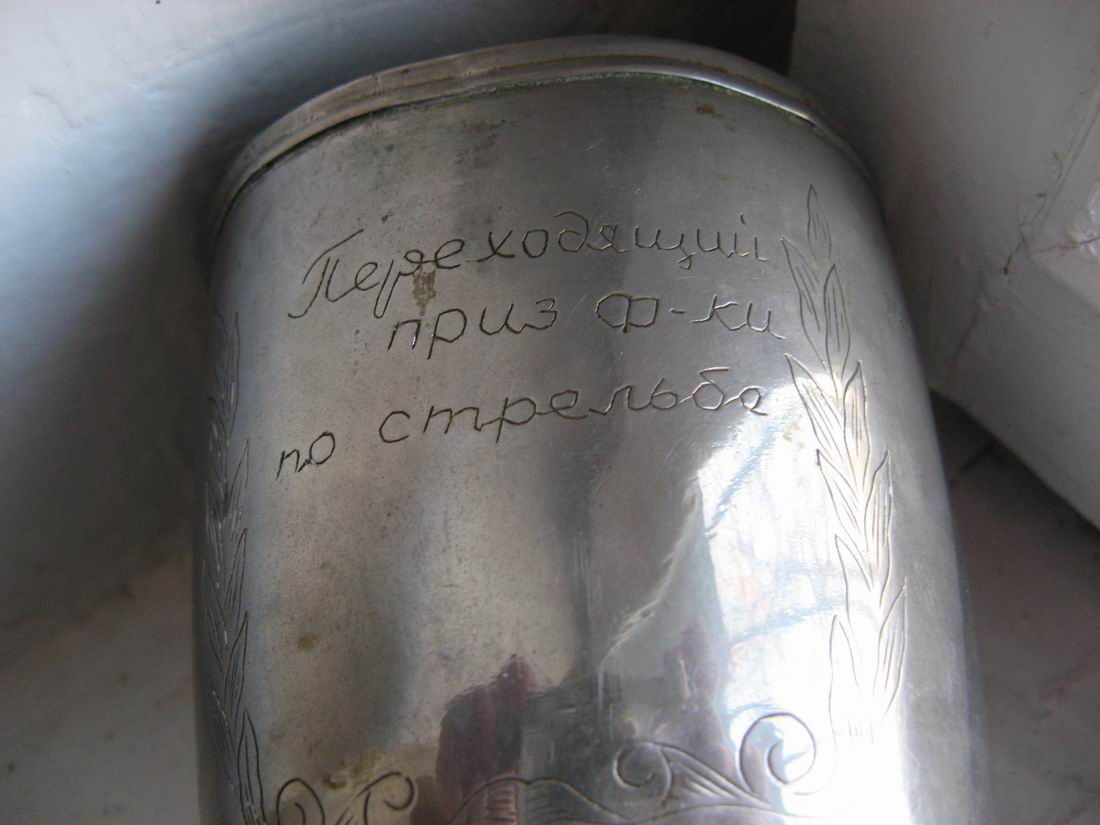 Переходящий
приз Ф-ки
по стрельбе